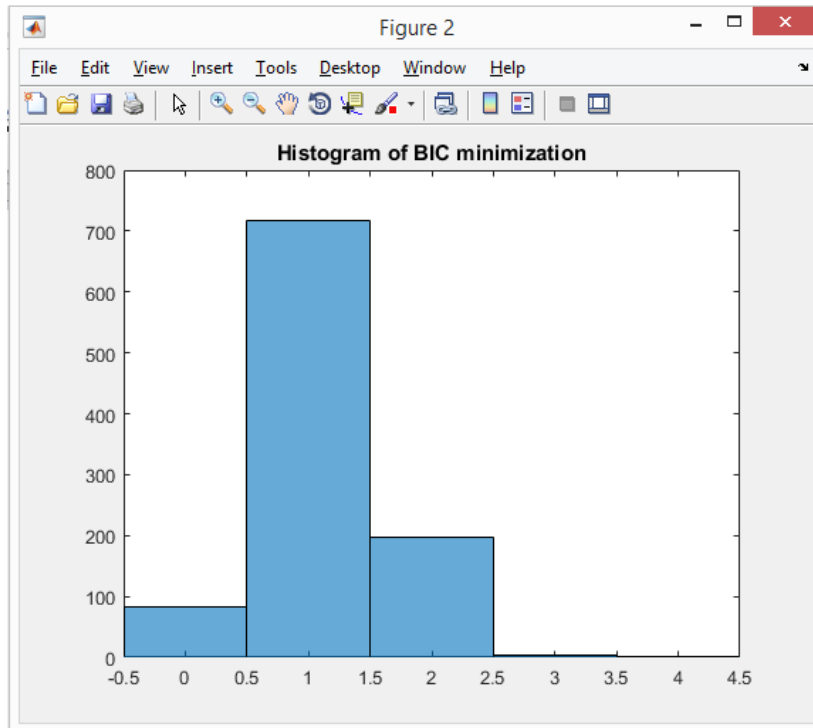 Figure 2
File Edit View Insert Tools Desktop Window Help
Histogram of BIC minimization
800
700
600
500
400
300
200
100
0
-0.5 0 0.5 1 1.5 2 2.5 3 3.5 4 4.5